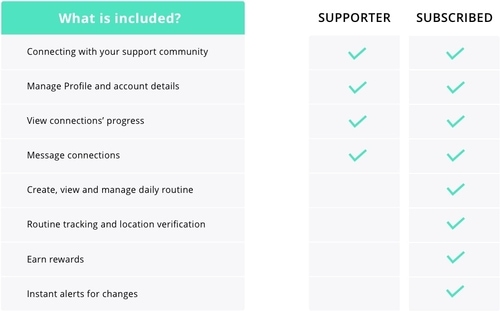 What is included?
SUPPORTER
SUBSCRIBED
Connecting with your support community
Manage Profile and account details
View connections’ progress
Message connections
Create, view and manage daily routine
Routine tracking and location verification
Earn rewards
Instant alerts for changes